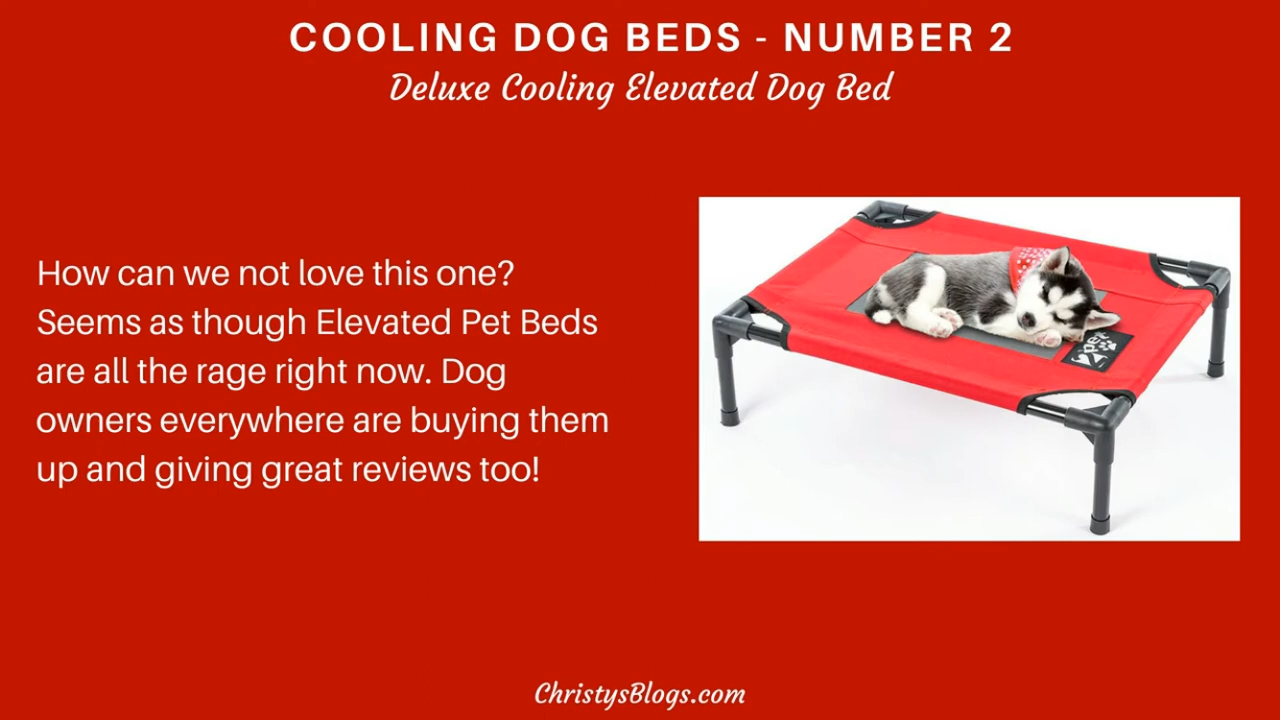 COOLING DOG BEDS - NUMBER 2
Deluxe Cooling Elevated Dog Bed
How can we not love this one?
Seems as though Elevated Pet Beds
are all the rage right now. Dog
owners everywhere are buying them
up and giving great reviews too!
ChristysBlogs.com